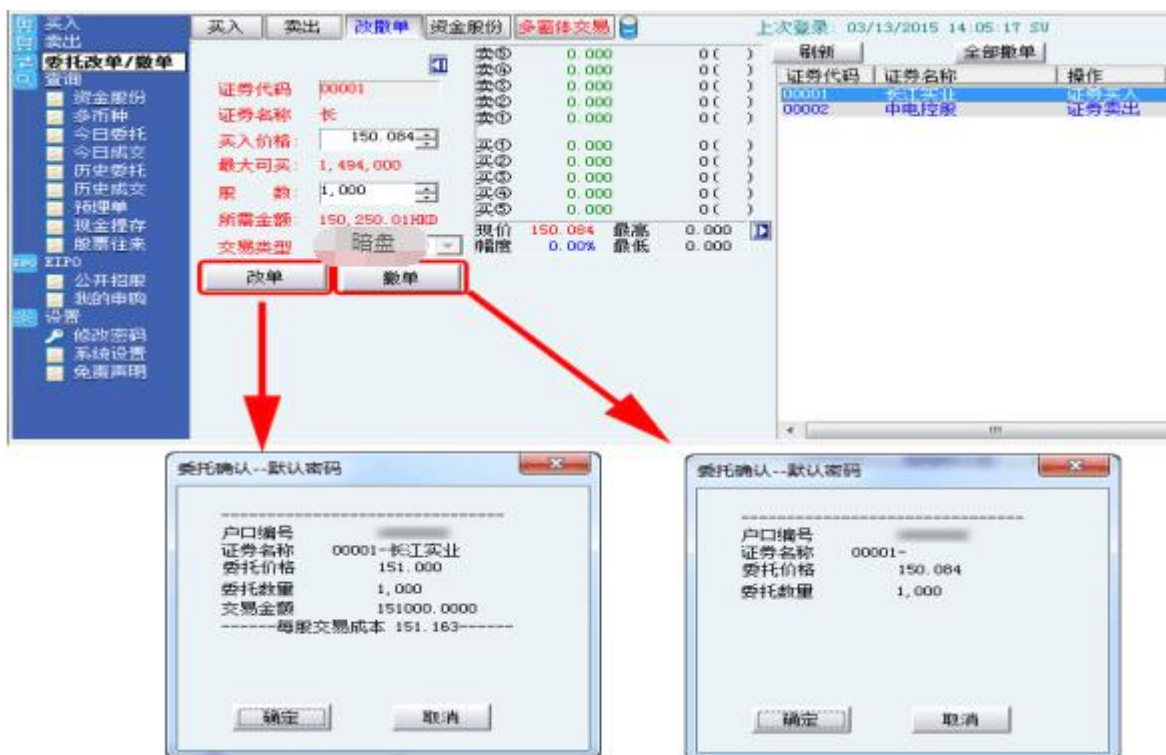 买入
卖出
委托改单/撤单
查询
资金股份
多币种
今日委托
今日成交
历史委托
历史成交
预埋单
现金提存
股票往来
EIPO
公开招股
我的申购
设置
修改密码
系统设置
免责声明
买入 卖出 改撤单 资金股份 多窗体交易
上次登录: 03/13/2015 14:05:17 SV
证券代码 00001
证券名称 长
买入价格: 150.084
最大可买: 1,494,000
股 数: 1,000
所需金额: 150,250.01HKD
交易类型 暗盘
改单 撤单
卖⑤ 0.000 0( )
卖④ 0.000 0( )
卖③ 0.000 0( )
卖② 0.000 0( )
卖① 0.000 0( )
买① 0.000 0( )
买② 0.000 0( )
买③ 0.000 0( )
买④ 0.000 0( )
买⑤ 0.000 0( )
现价 150.084 最高 0.000
幅度 0.00% 最低 0.000
刷新 全部撤单
证券代码 证券名称 操作
00001 长江实业 证券买入
00002 中电控股 证券卖出
委托确认--默认密码
户口编号
证券名称 00001-长江实业
委托价格 151.000
委托数量 1,000
交易金额 151000.0000
------每股交易成本 151.163------
确定 取消
委托确认--默认密码
户口编号
证券名称 00001-
委托价格 150.084
委托数量 1,000
确定 取消